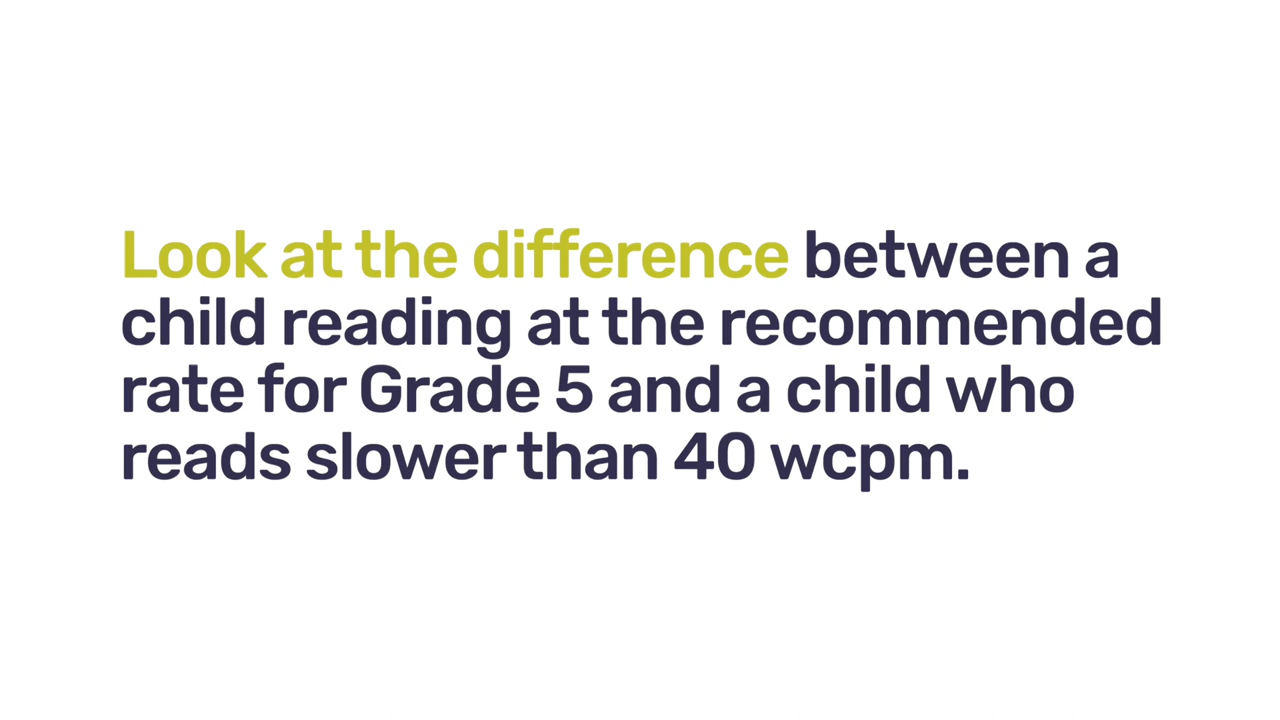 Look at the difference between a
child reading at the recommended
rate for Grade 5 and a child who
reads slower than 40 wcpm.